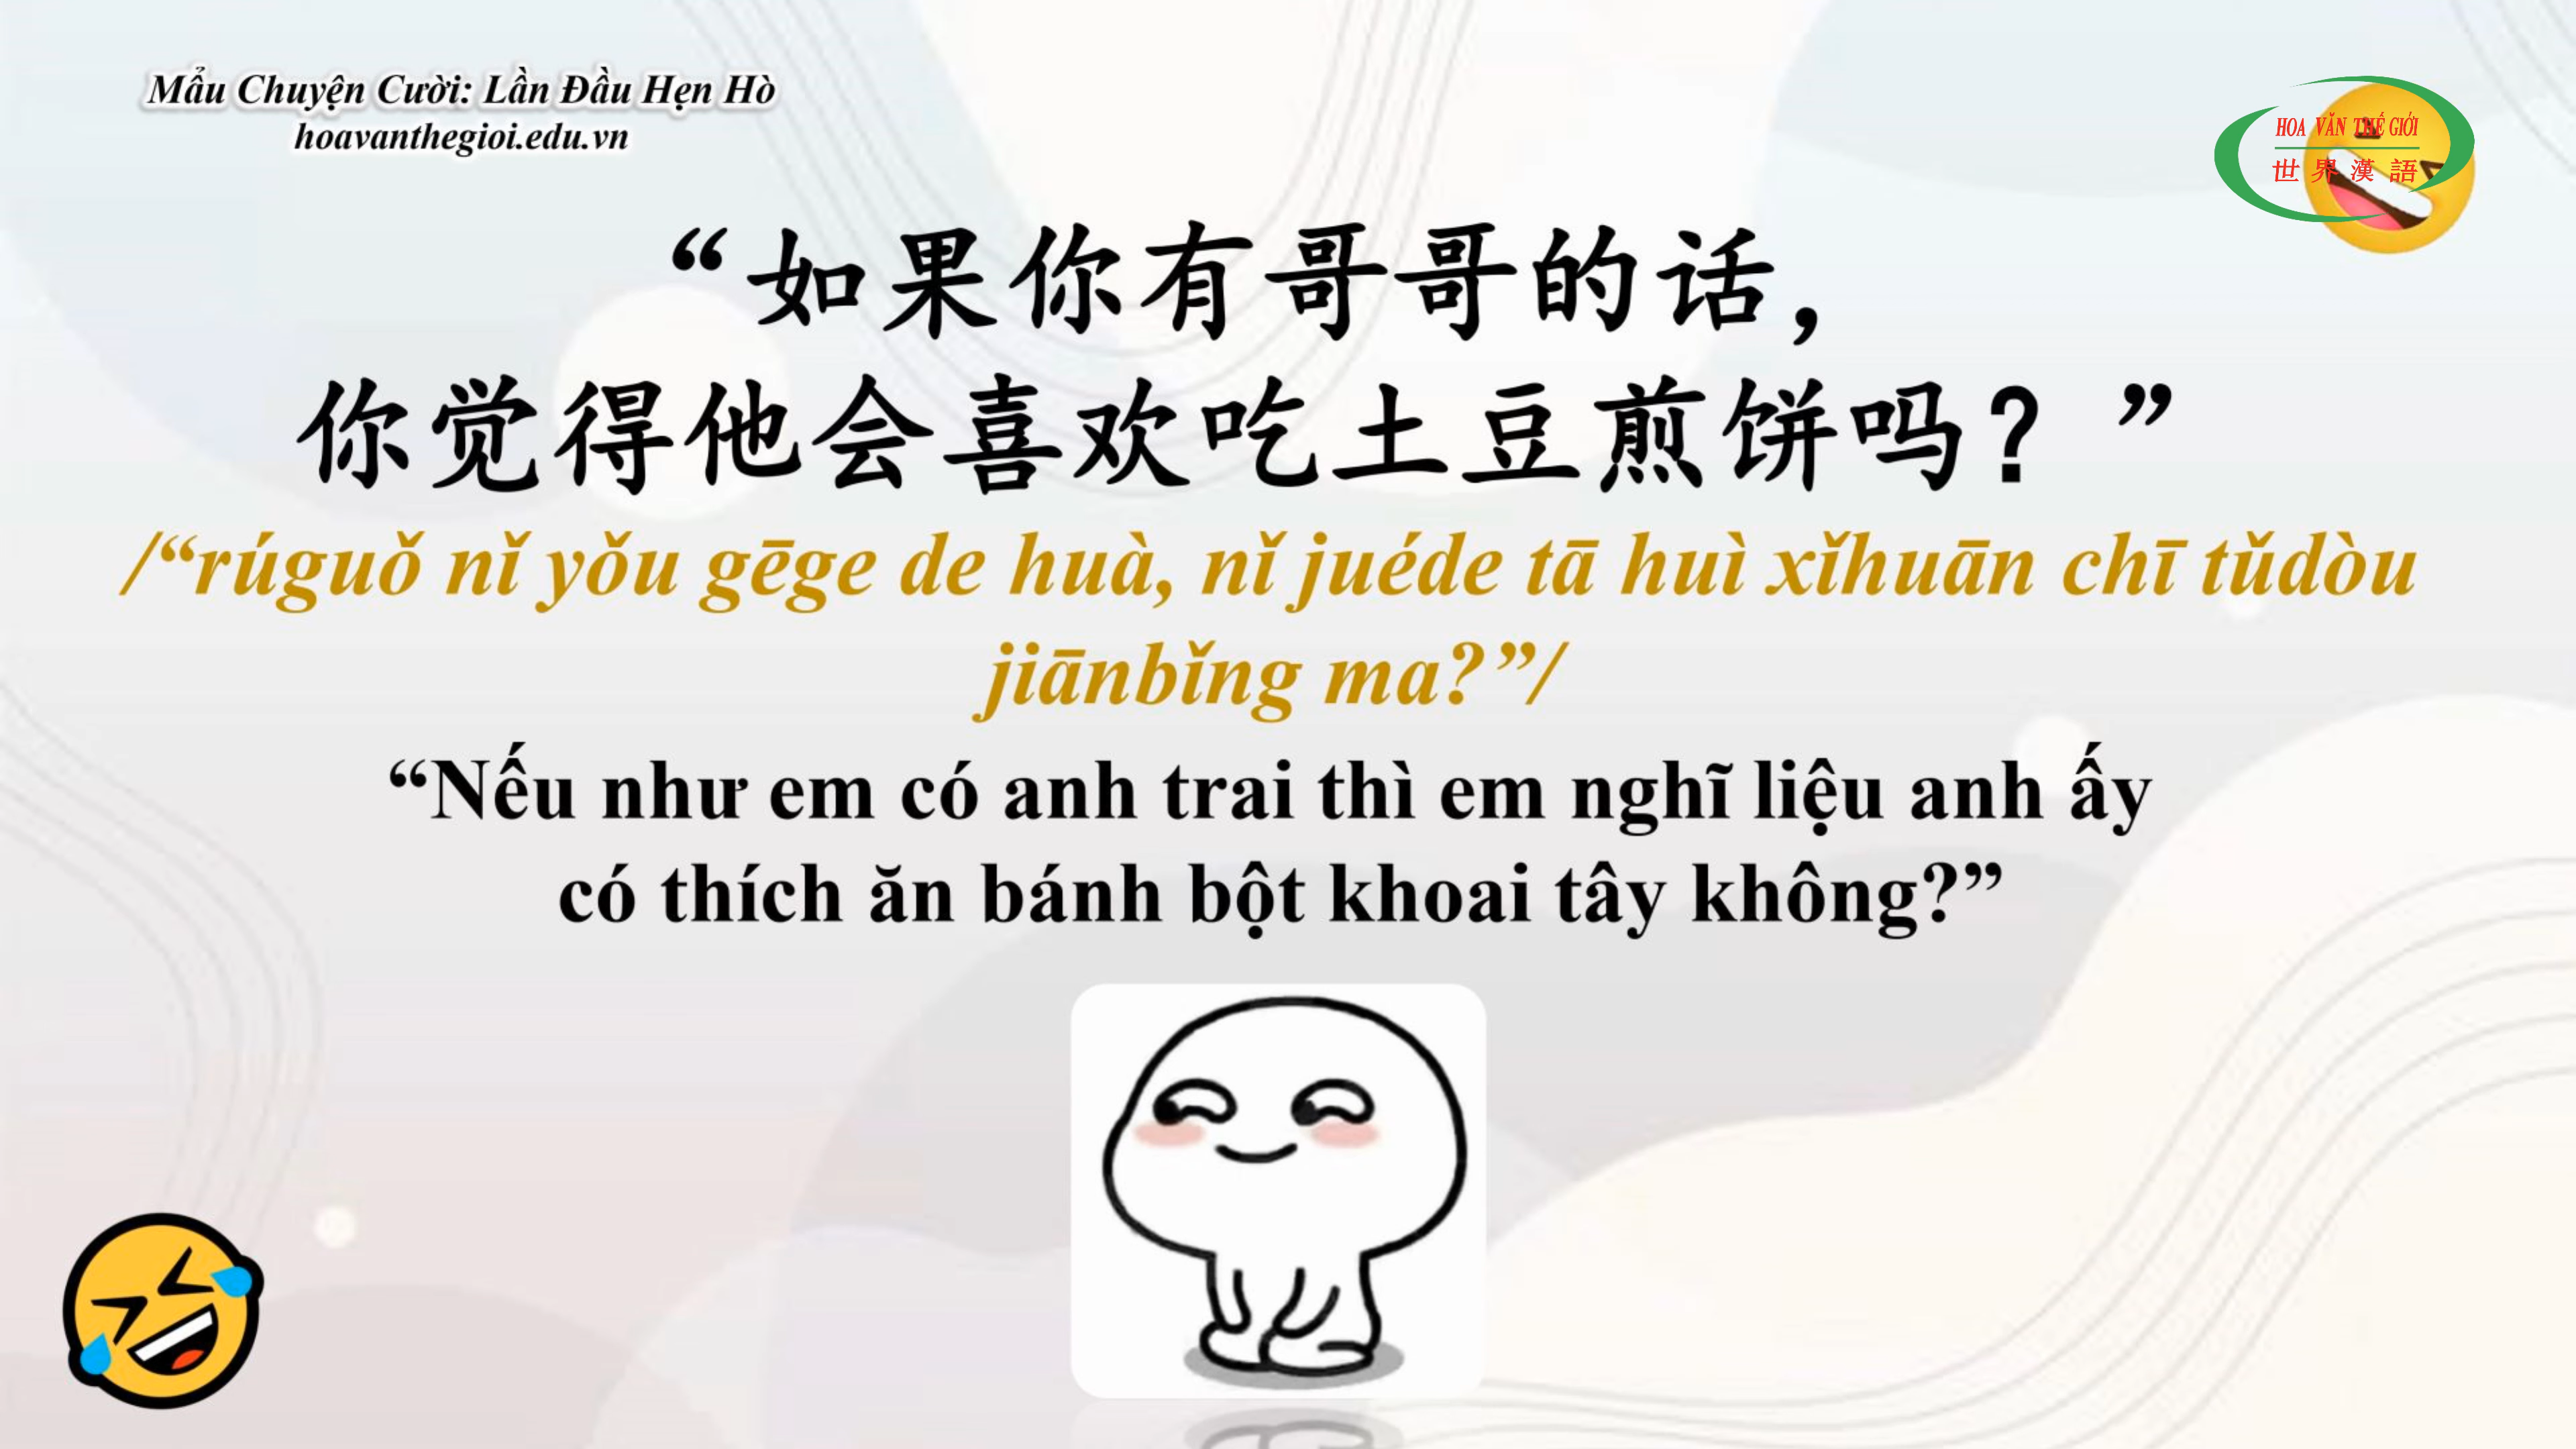 Mẩu Chuyện Cười: Lần Đầu Hẹn Hò
hoavanthegioi.edu.vn
HOA VĂN THẾ GIỚI
世界漢語
“如果你有哥哥的话，
你觉得他会喜欢吃土豆煎饼吗？”
/“rúguǒ nǐ yǒu gēge de huà, nǐ juéde tā huì xǐhuān chī tǔdòu
jiānbǐng ma?”/
“Nếu như em có anh trai thì em nghĩ liệu anh ấy
có thích ăn bánh bột khoai tây không?”